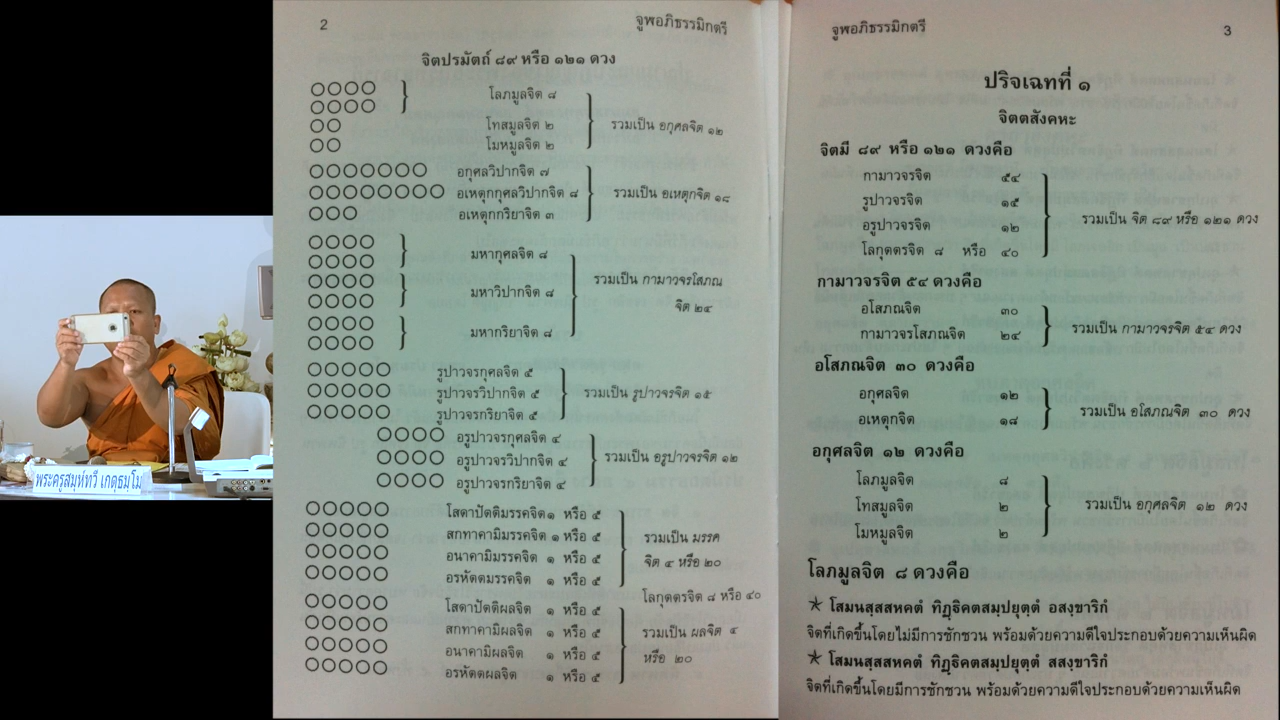 พระครูสมุห์ทวี เกตุธมฺโม
2
จูฬอภิธรรมิกตรี
จิตปรมัตถ์ ๘๙ หรือ ๑๒๑ ดวง
โลภมูลจิต ๘
โทสมูลจิต ๒
โมหมูลจิต ๒
รวมเป็น อกุศลจิต ๑๒
อกุศลวิปากจิต ๗
อเหตุกกุศลวิปากจิต ๘
อเหตุกกริยาจิต ๓
รวมเป็น อเหตุกจิต ๑๘
มหากุศลจิต ๘
มหาวิปากจิต ๘
มหากริยาจิต ๘
รวมเป็น กามาวจรโสภณ
จิต ๒๔
รูปาวจรกุศลจิต ๕
รูปาวจรวิปากจิต ๕
รูปาวจรกริยาจิต ๕
รวมเป็น รูปาวจรจิต ๑๕
อรูปาวจรกุศลจิต ๔
อรูปาวจรวิปากจิต ๔
อรูปาวจรกริยาจิต ๔
รวมเป็น อรูปาวจรจิต ๑๒
โสดาปัตติมรรคจิต ๑ หรือ ๕
สกทาคามิมรรคจิต ๑ หรือ ๕
อนาคามิมรรคจิต ๑ หรือ ๕
อรหัตตมรรคจิต ๑ หรือ ๕
รวมเป็น มรรค
จิต ๔ หรือ ๒๐
โลกุตตรจิต ๘ หรือ ๔๐
โสดาปัตติผลจิต ๑ หรือ ๕
สกทาคามิผลจิต ๑ หรือ ๕
อนาคามิผลจิต ๑ หรือ ๕
อรหัตตผลจิต ๑ หรือ ๕
รวมเป็น ผลจิต ๔
หรือ ๒๐
จูฬอภิธรรมิกตรี
3
ปริจเฉทที่ ๑
จิตตสังคหะ
จิตมี ๘๙ หรือ ๑๒๑ ดวงคือ
กามาวจรจิต ๕๔
รูปาวจรจิต ๑๕
อรูปาวจรจิต ๑๒
โลกุตตรจิต ๘ หรือ ๔๐
รวมเป็น จิต ๘๙ หรือ ๑๒๑ ดวง
กามาวจรจิต ๕๔ ดวงคือ
อโสภณจิต ๓๐
กามาวจรโสภณจิต ๒๔
รวมเป็น กามาวจรจิต ๕๔ ดวง
อโสภณจิต ๓๐ ดวงคือ
อกุศลจิต ๑๒
อเหตุกจิต ๑๘
รวมเป็น อโสภณจิต ๓๐ ดวง
อกุศลจิต ๑๒ ดวงคือ
โลภมูลจิต ๘
โทสมูลจิต ๒
โมหมูลจิต ๒
รวมเป็น อกุศลจิต ๑๒ ดวง
โลภมูลจิต ๘ ดวงคือ
โสมนสฺสสหคตํ ทิฏฺฐิคตสมฺปยุตฺตํ อสงฺขาริกํ
จิตที่เกิดขึ้นโดยไม่มีการชักชวน พร้อมด้วยความดีใจประกอบด้วยความเห็นผิด
โสมนสฺสสหคตํ ทิฏฺฐิคตสมฺปยุตฺตํ สสงฺขาริกํ
จิตที่เกิดขึ้นโดยมีการชักชวน พร้อมด้วยความดีใจประกอบด้วยความเห็นผิด